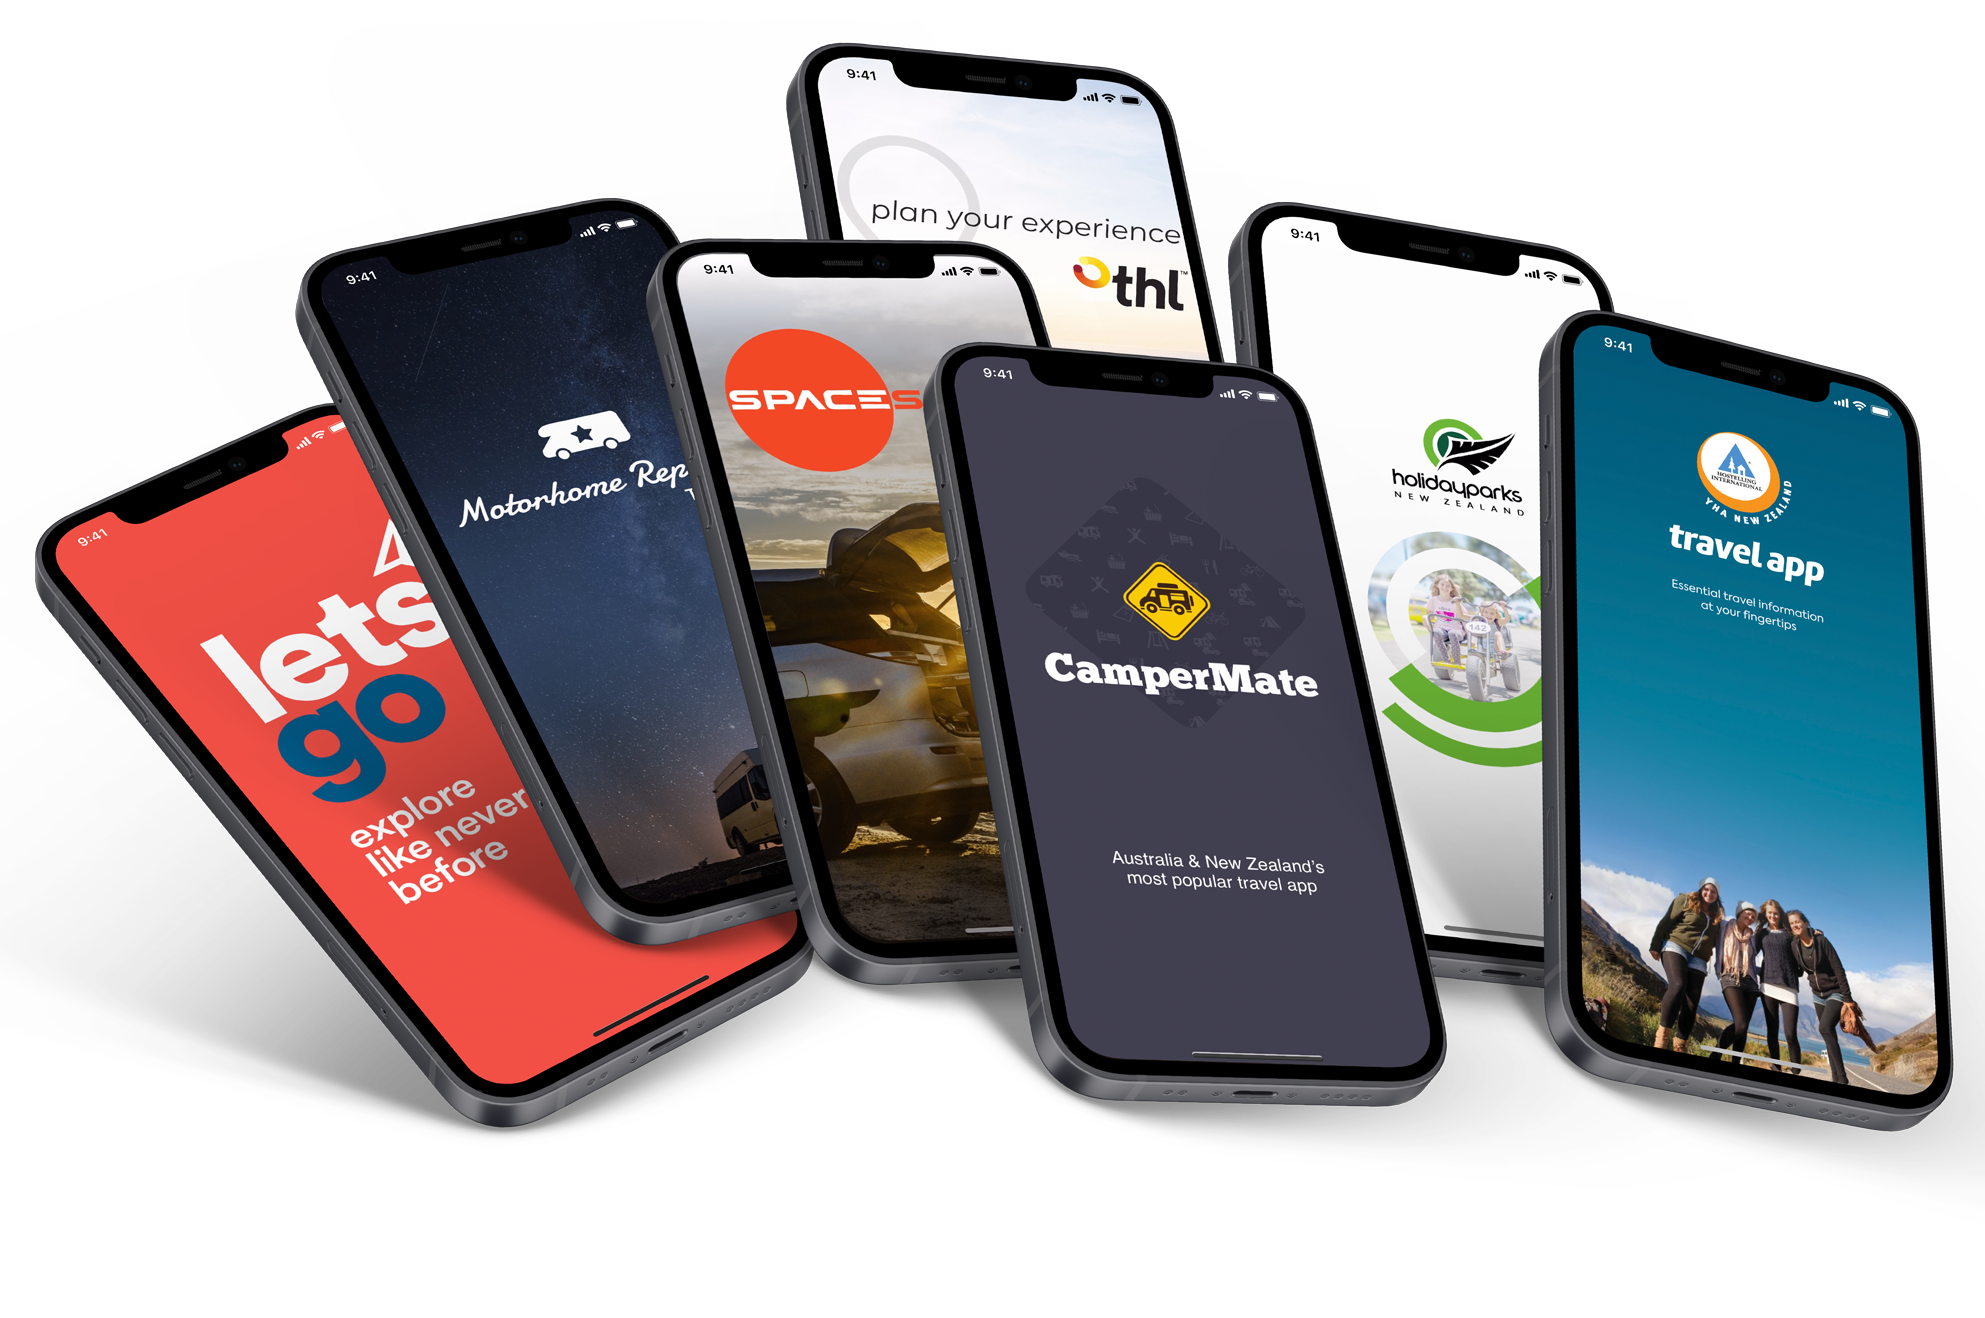 9:41
plan your experience
thl™
9:41
Motorhome
9:41
SPACES
9:41
holidayparks
NEW ZEALAND
142
9:41
HOSTELLING
INTERNATIONAL
YHA NEW ZEALAND
travel app
Essential travel information
at your fingertips
9:41
CamperMate
Australia & New Zealand's
most popular travel app
9:41
lets
go
explore
like never
before